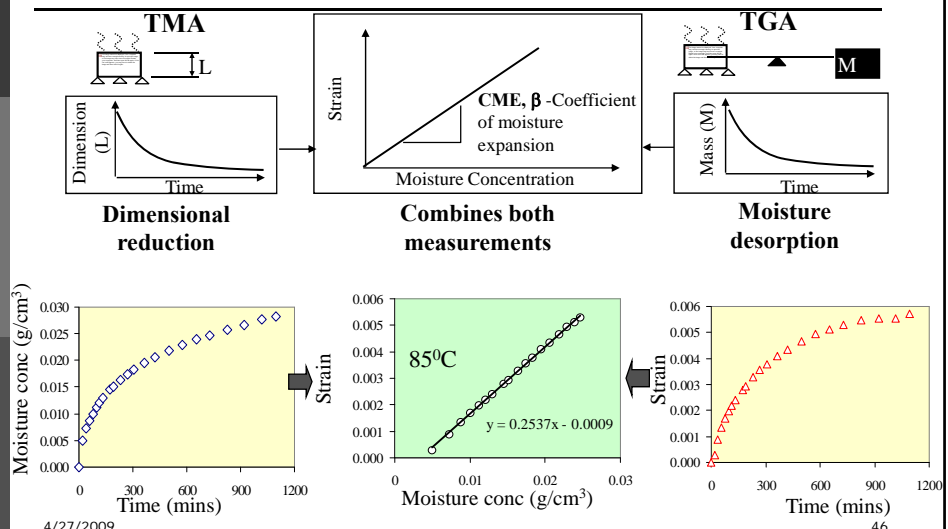 TMA
L
Dimension
(L)
Time
Dimensional
reduction
Strain
CME, β -Coefficient
of moisture
expansion
Moisture Concentration
Combines both
measurements
TGA
M
Mass (M)
Time
Moisture
desorption
Moisture conc (g/cm³)
0.030
0.025
0.020
0.015
0.010
0.005
0.000
0 300 600 900 1200
Time (mins)
Strain
0.006
0.005
0.004
0.003
0.002
0.001
0.000
85⁰C
y = 0.2537x - 0.0009
0 0.01 0.02 0.03
Moisture conc (g/cm³)
Strain
0.006
0.005
0.004
0.003
0.002
0.001
0.000
0 300 600 900 1200
Time (mins)
4/27/2009
46